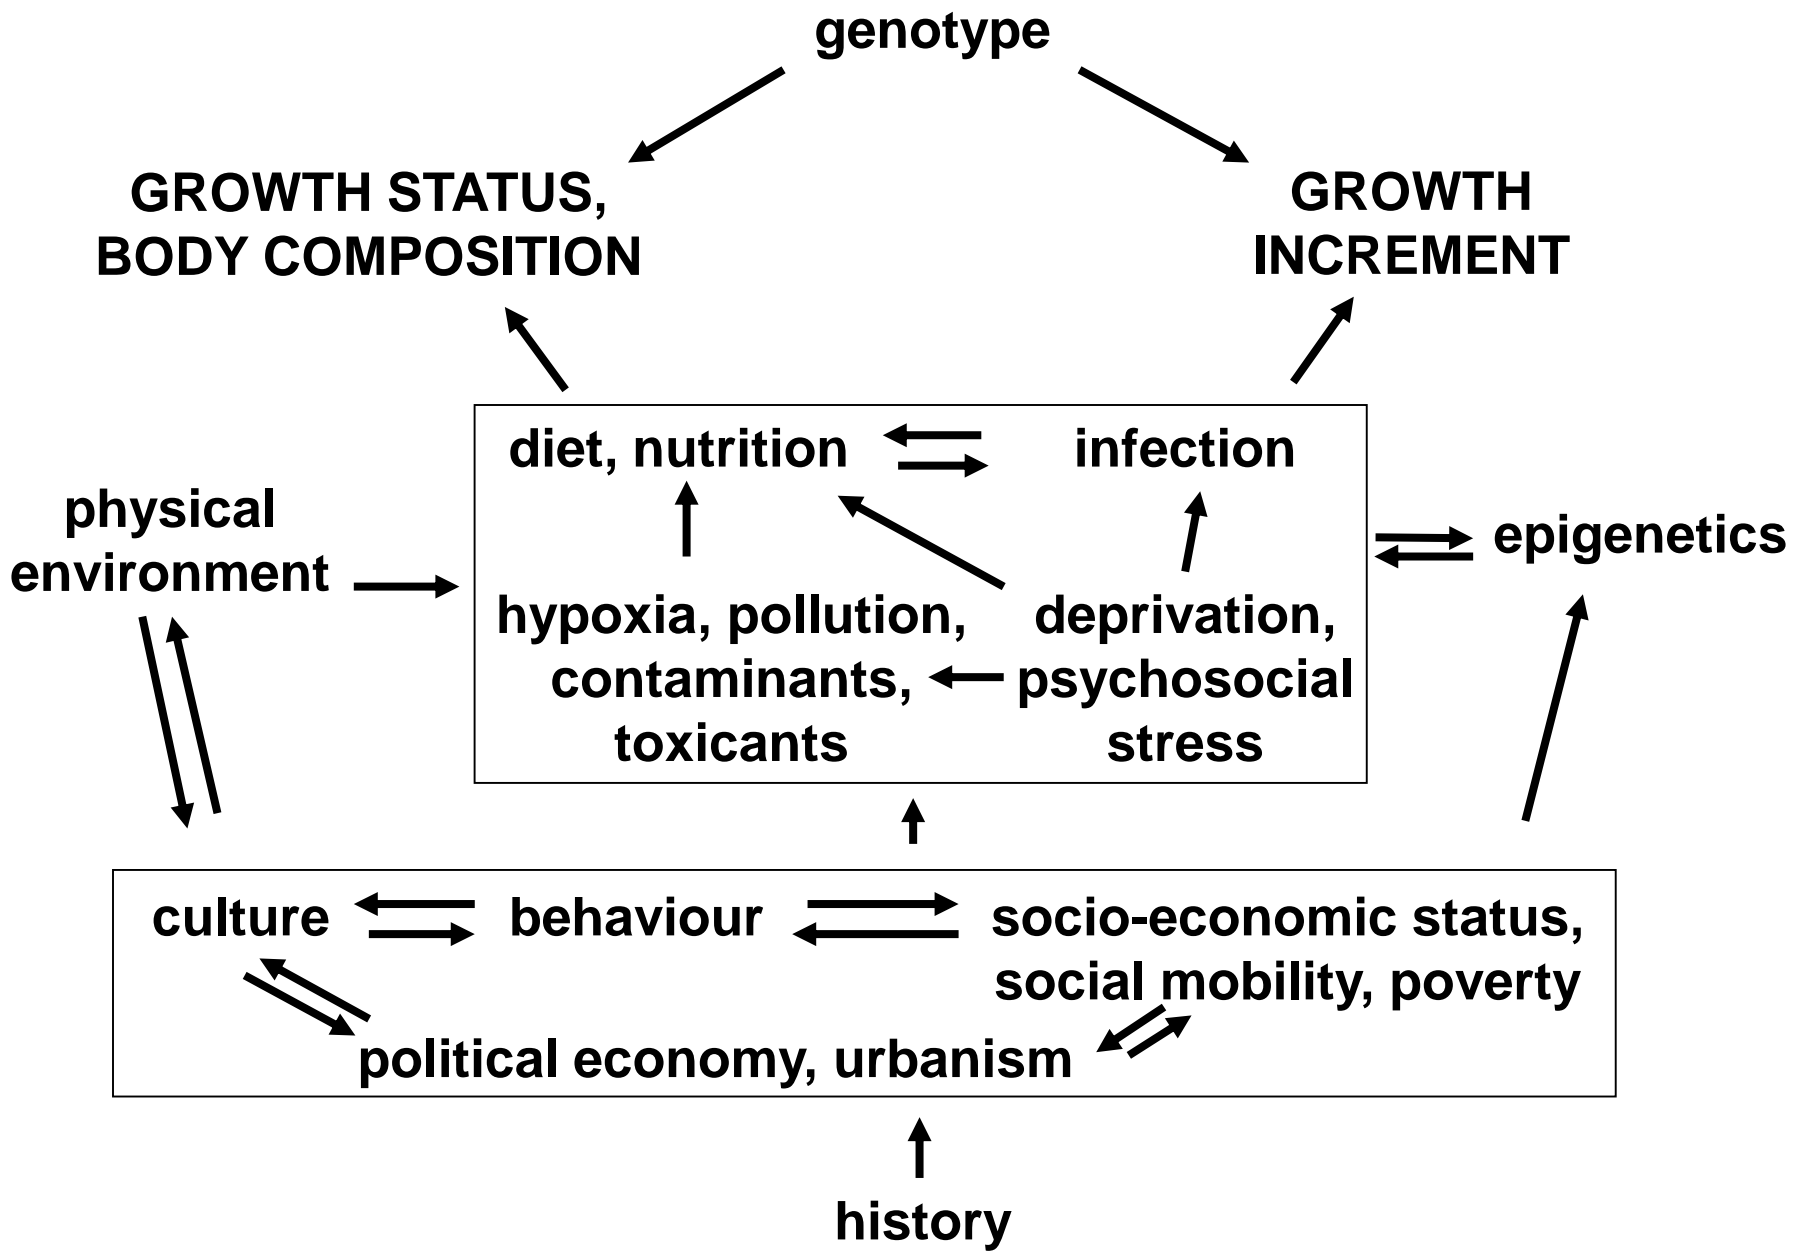 genotype
GROWTH STATUS,
BODY COMPOSITION
GROWTH
INCREMENT
diet, nutrition
infection
physical
environment
epigenetics
hypoxia, pollution,
contaminants,
toxicants
deprivation,
psychosocial
stress
culture
behaviour
socio-economic status,
social mobility, poverty
political economy, urbanism
history